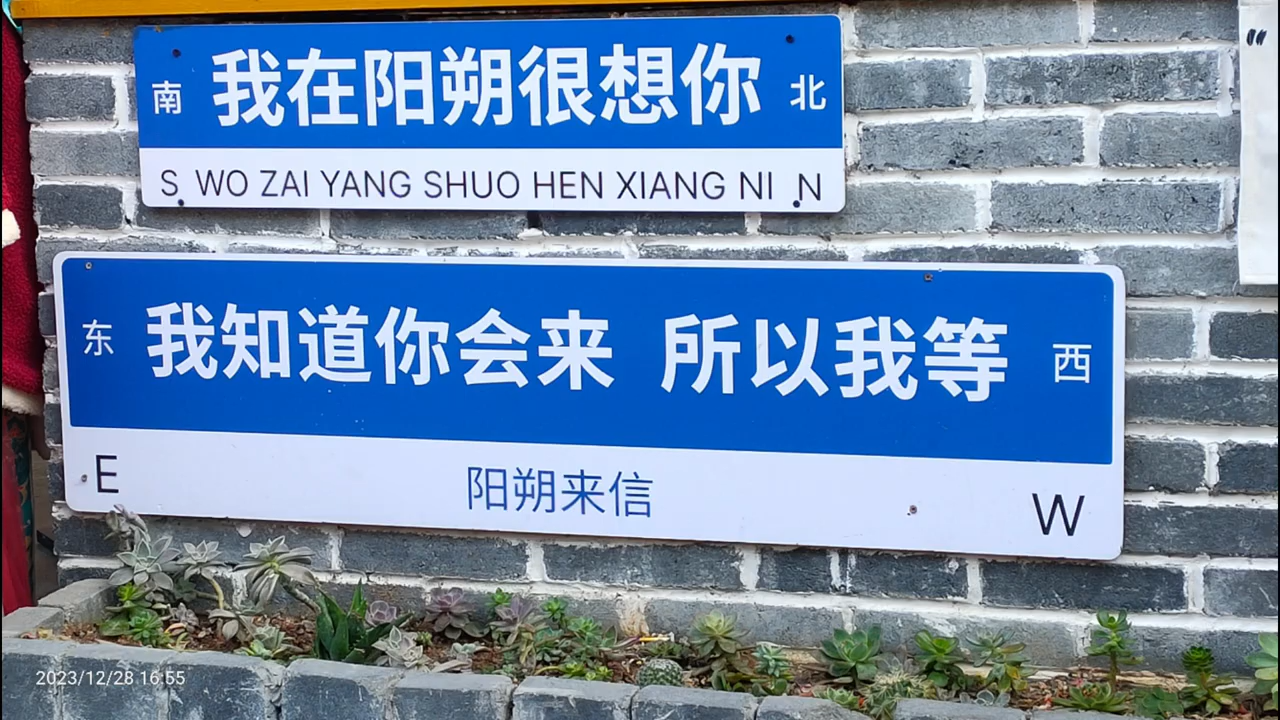 南 我在阳朔很想你 北
S WO ZAI YANG SHUO HEN XIANG NI N
东 我知道你会来 所以我等 西
E 阳朔来信 W
2023/12/28 16:55